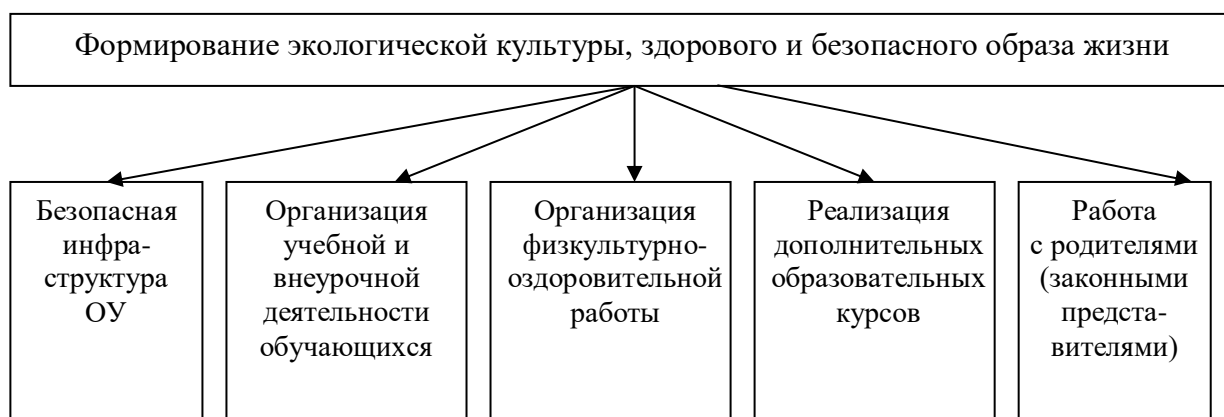 Формирование экологической культуры, здорового и безопасного образа жизни
Безопасная
инфра-
структура
ОУ
Организация
учебной и
внеурочной
деятельности
обучающихся
Организация
физкультурно-
оздоровительной
работы
Реализация
дополнительных
образовательных
курсов
Работа
с родителями
(законными
предста-
вителями)